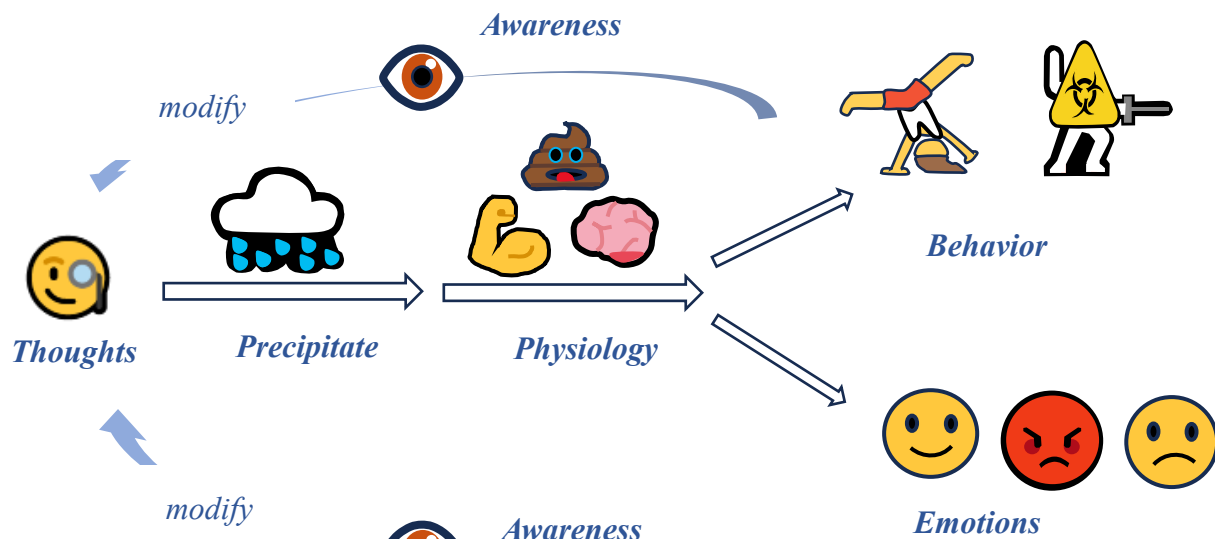 Awareness
modify
Behavior
Thoughts
Precipitate
Physiology
modify
Awareness
Emotions